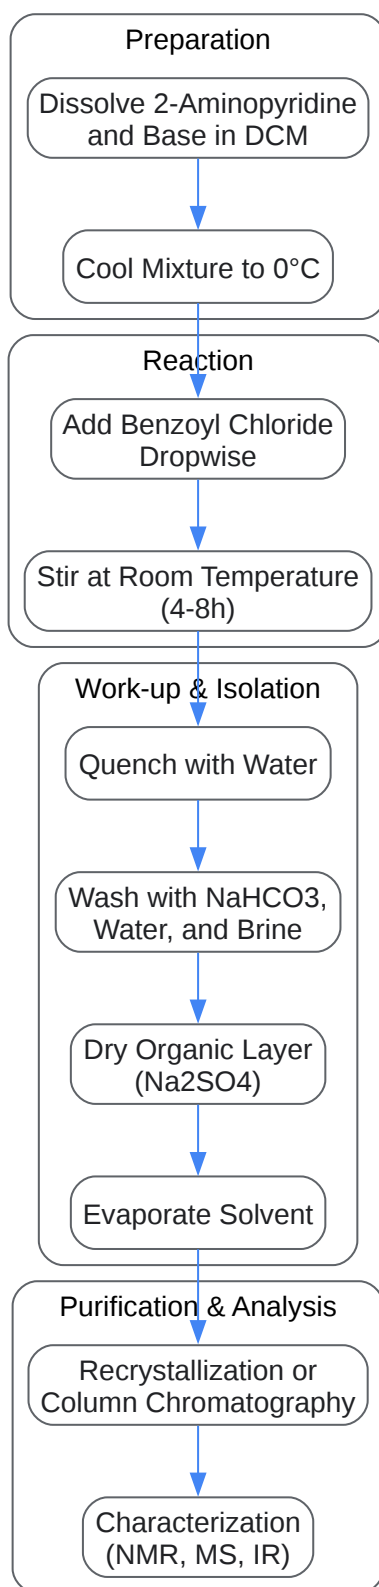 Preparation
Dissolve 2-Aminopyridine
and Base in DCM
Cool Mixture to 0°C
Reaction
Add Benzoyl Chloride
Dropwise
Stir at Room Temperature
(4-8h)
Work-up & Isolation
Quench with Water
Wash with NaHCO3,
Water, and Brine
Dry Organic Layer
(Na2SO4)
Evaporate Solvent
Purification & Analysis
Recrystallization or
Column Chromatography
Characterization
(NMR, MS, IR)